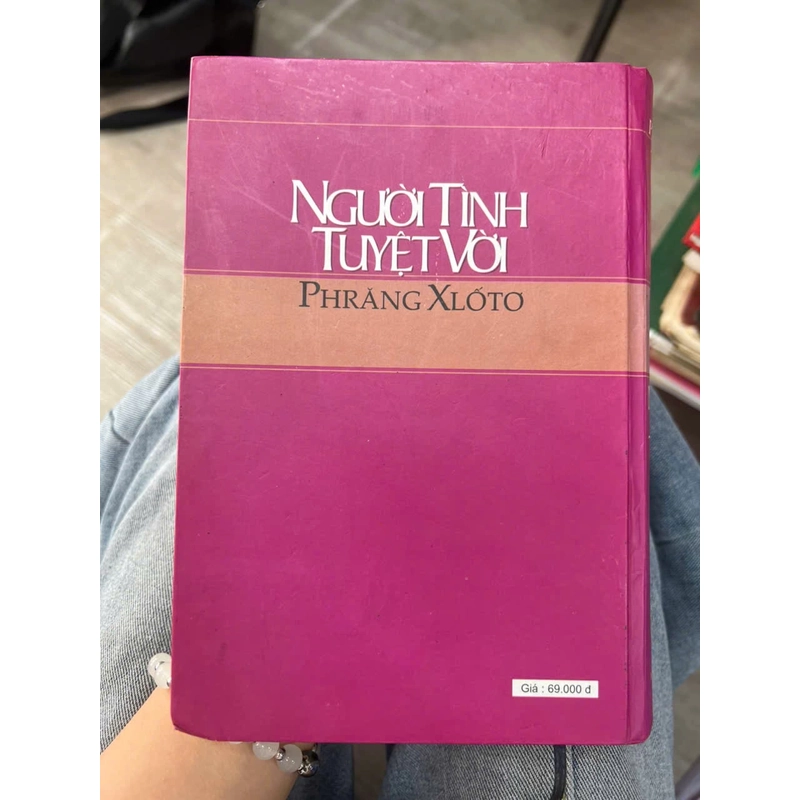 NGƯỜI TÌNH
TUYỆT VỜI
PHRĂNG XLỐTƠ
Giá : 69.000 đ